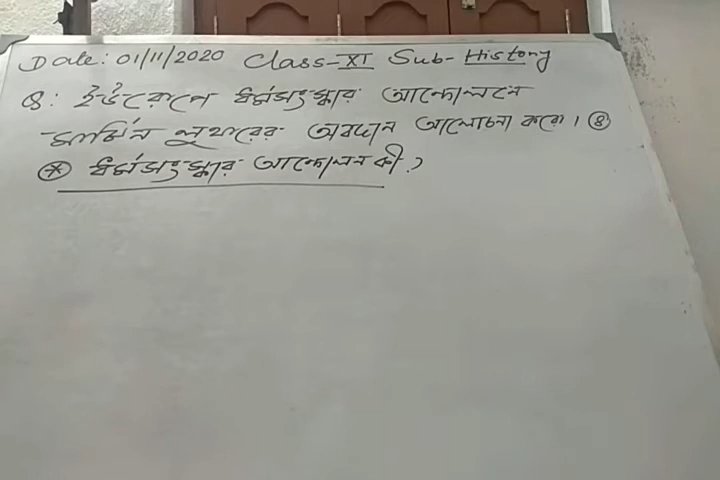 Date: 01/11/2020 Class-XI Sub- History
Q: ইউরোপে ধর্মসংস্কার আন্দোলনে
মার্টিন লুথারের অবদান আলোচনা করো। ⑧
⊛ ধর্মসংস্কার আন্দোলন কী?